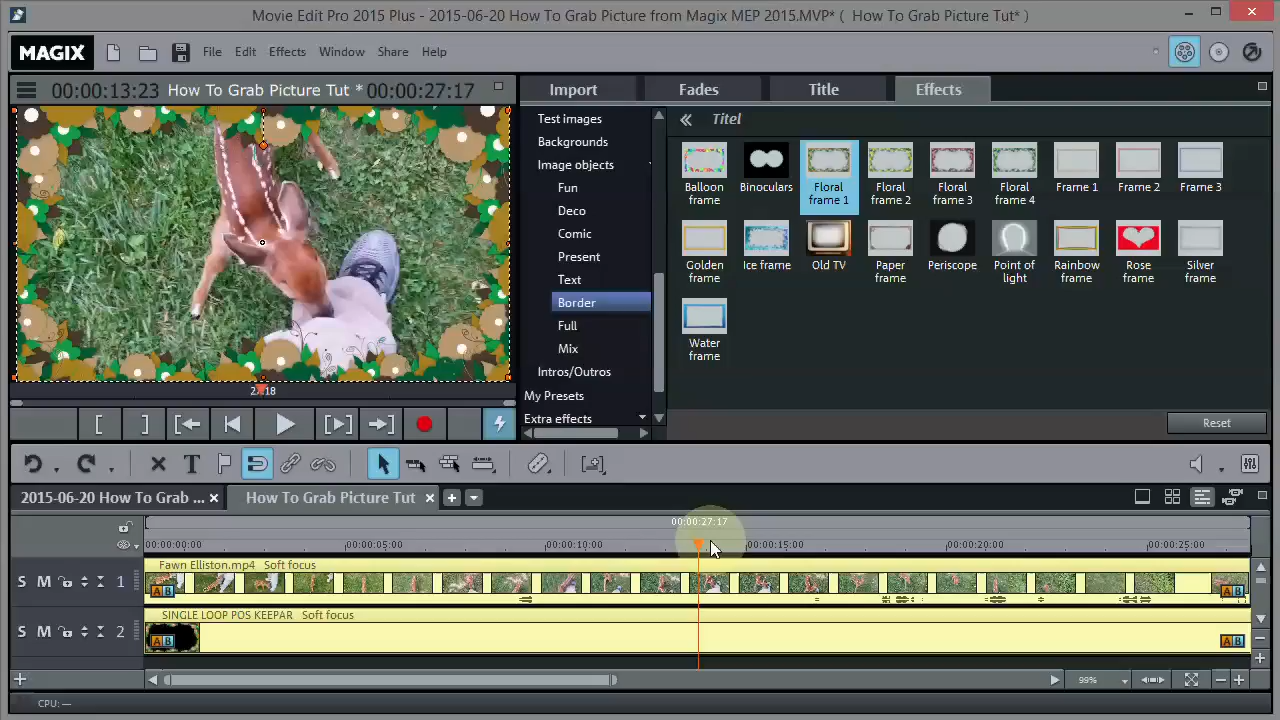 Movie Edit Pro 2015 Plus - 2015-06-20 How To Grab Picture from Magix MEP 2015.MVP* ( How To Grab Picture Tut* )
MAGIX File Edit Effects Window Share Help
00:00:13:23 How To Grab Picture Tut * 00:00:27:17
Import Fades Title Effects
Test images
Backgrounds
Image objects
Fun
Deco
Comic
Present
Text
Border
Full
Mix
Intros/Outros
My Presets
Extra effects
Titel
Balloon frame
Binoculars
Floral frame 1
Floral frame 2
Floral frame 3
Floral frame 4
Frame 1
Frame 2
Frame 3
Golden frame
Ice frame
Old TV
Paper frame
Periscope
Point of light
Rainbow frame
Rose frame
Silver frame
Water frame
Reset
2015-06-20 How To Grab ... How To Grab Picture Tut
00:00:27:17
00:00:00:00 00:00:05:00 00:00:10:00 00:00:15:00 00:00:20:00 00:00:25:00
Fawn Elliston.mp4 Soft focus
S M 1
AB AB
SINGLE LOOP POS KEEPAR Soft focus
S M 2
AB AB
99%
CPU: —